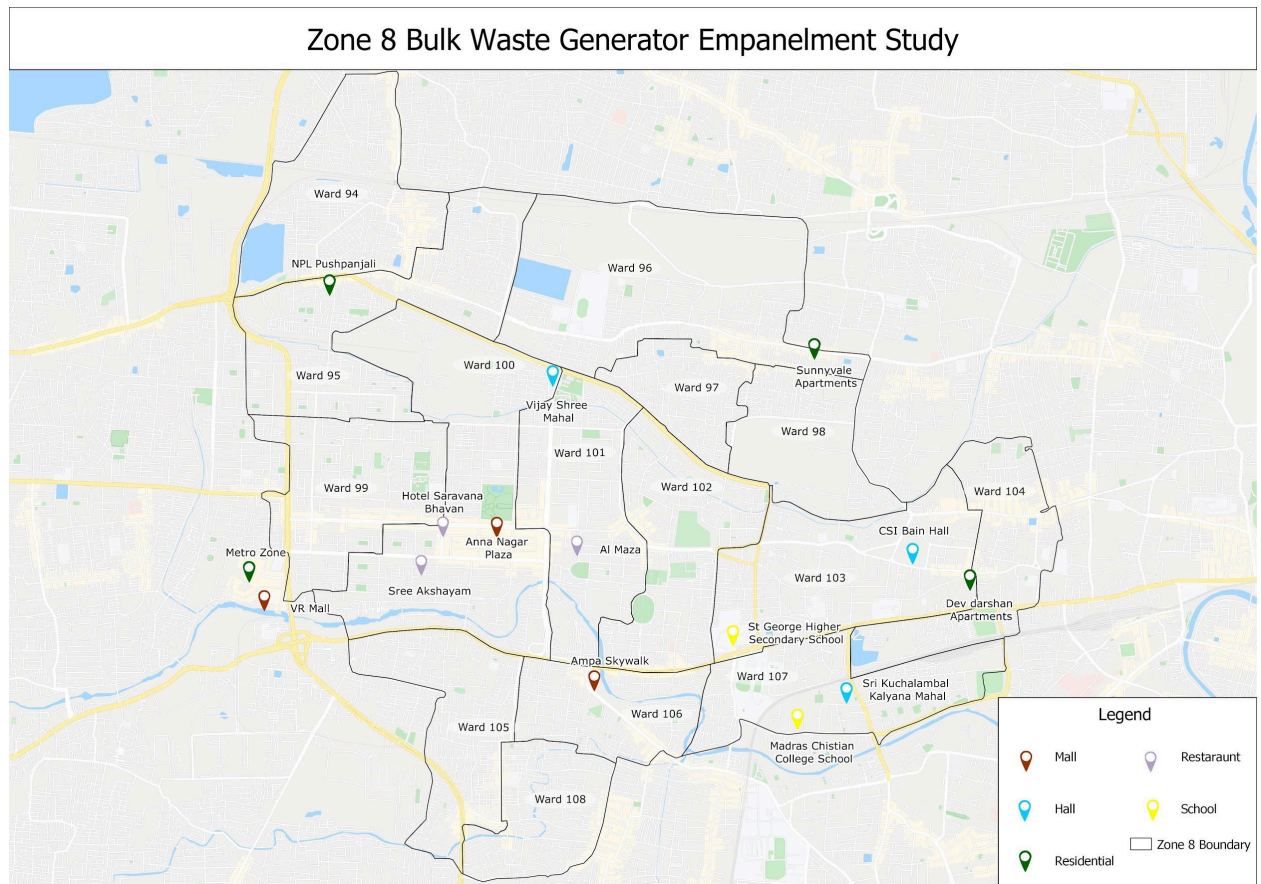 Zone 8 Bulk Waste Generator Empanelment Study
Ward 94
NPL Pushpanjali
Ward 96
Ward 100
Ward 95
Sunnyvale
Apartments
Ward 97
Vijay Shree
Mahal
Ward 98
Ward 101
Ward 99
Ward 102
Ward 104
Hotel Saravana
Bhavan
CSI Bain Hall
Anna Nagar
Plaza
Al Maza
Metro Zone
Ward 103
Sree Akshayam
VR Mall
Dev darshan
Apartments
St George Higher
Secondary School
Ampa Skywalk
Ward 107
Sri Kuchalambal
Kalyana Mahal
Ward 106
Ward 105
Madras Chistian
College School
Ward 108
Legend
Mall
Restaraunt
Hall
School
Zone 8 Boundary
Residential